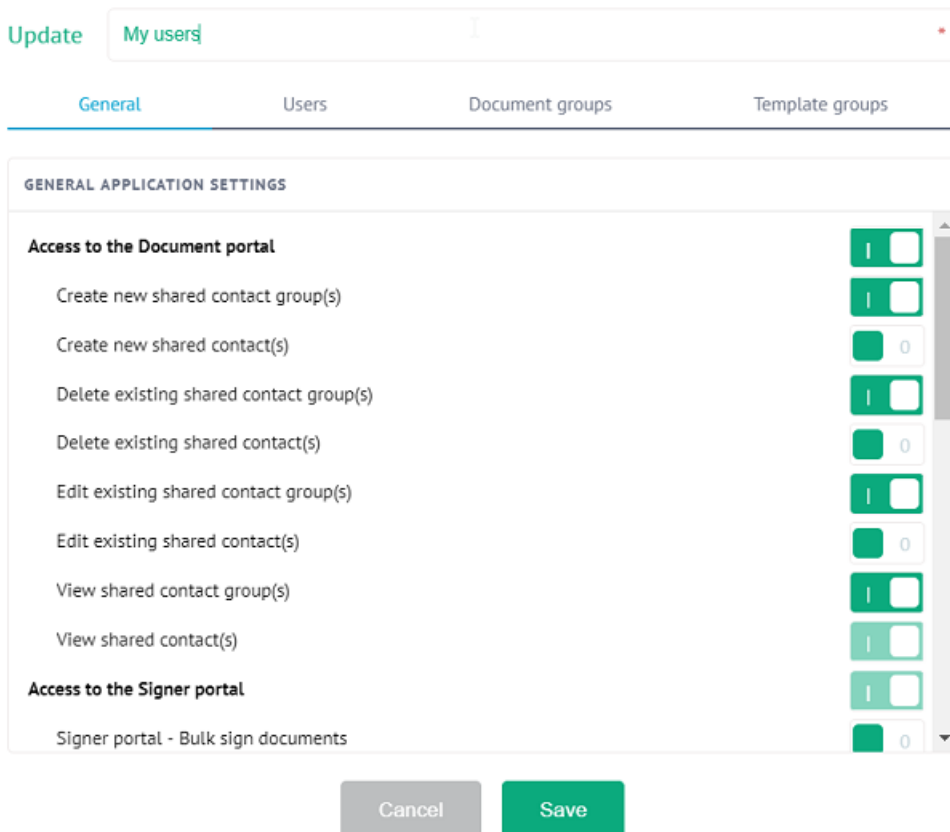 Update My users *
General Users Document groups Template groups
GENERAL APPLICATION SETTINGS
Access to the Document portal
Create new shared contact group(s)
Create new shared contact(s) 0
Delete existing shared contact group(s)
Delete existing shared contact(s) 0
Edit existing shared contact group(s)
Edit existing shared contact(s) 0
View shared contact group(s)
View shared contact(s)
Access to the Signer portal
Signer portal - Bulk sign documents 0
Cancel Save